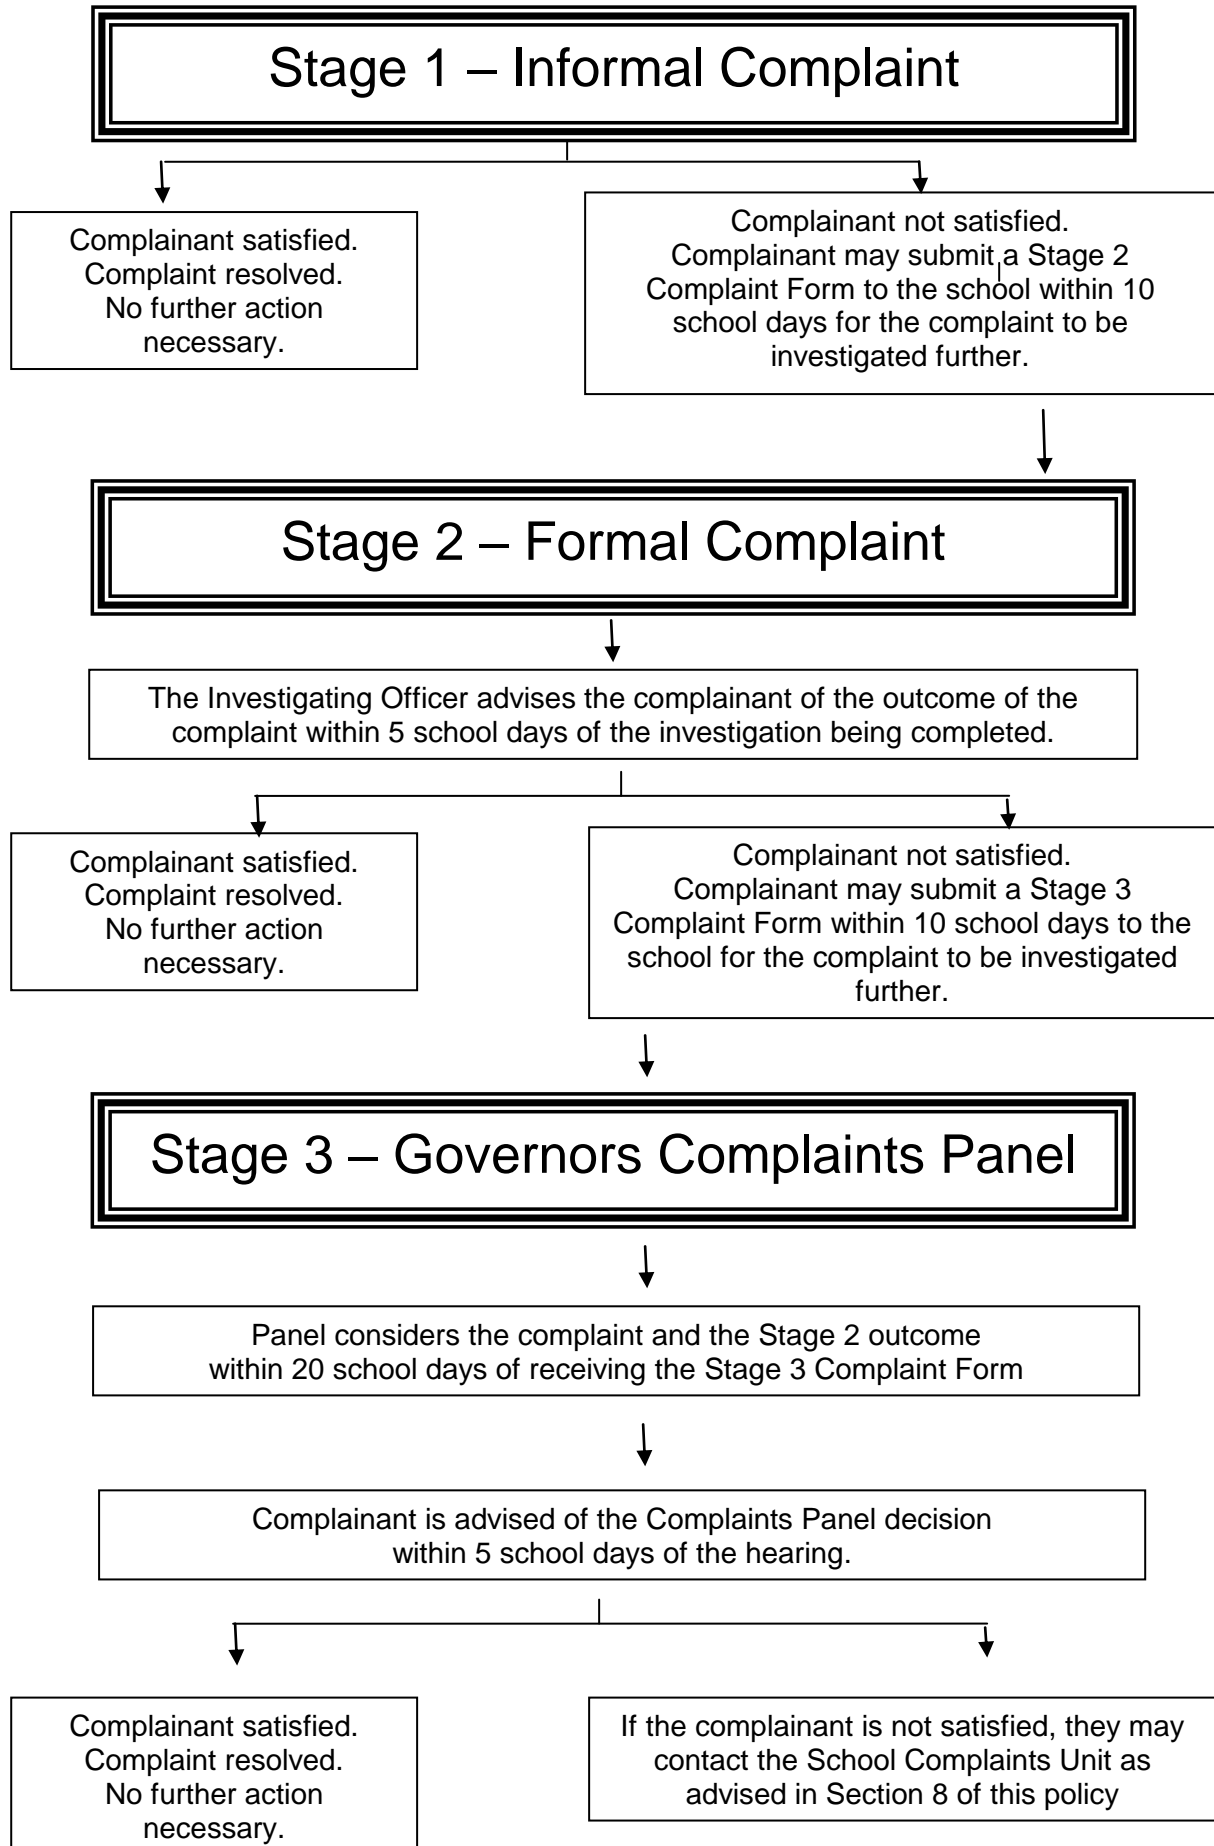 Stage 1 – Informal Complaint
Complainant satisfied.
Complaint resolved.
No further action
necessary.
Complainant not satisfied.
Complainant may submit a Stage 2
Complaint Form to the school within 10
school days for the complaint to be
investigated further.
Stage 2 – Formal Complaint
The Investigating Officer advises the complainant of the outcome of the
complaint within 5 school days of the investigation being completed.
Complainant satisfied.
Complaint resolved.
No further action
necessary.
Complainant not satisfied.
Complainant may submit a Stage 3
Complaint Form within 10 school days to the
school for the complaint to be investigated
further.
Stage 3 – Governors Complaints Panel
Panel considers the complaint and the Stage 2 outcome
within 20 school days of receiving the Stage 3 Complaint Form
Complainant is advised of the Complaints Panel decision
within 5 school days of the hearing.
Complainant satisfied.
Complaint resolved.
No further action
necessary.
If the complainant is not satisfied, they may
contact the School Complaints Unit as
advised in Section 8 of this policy